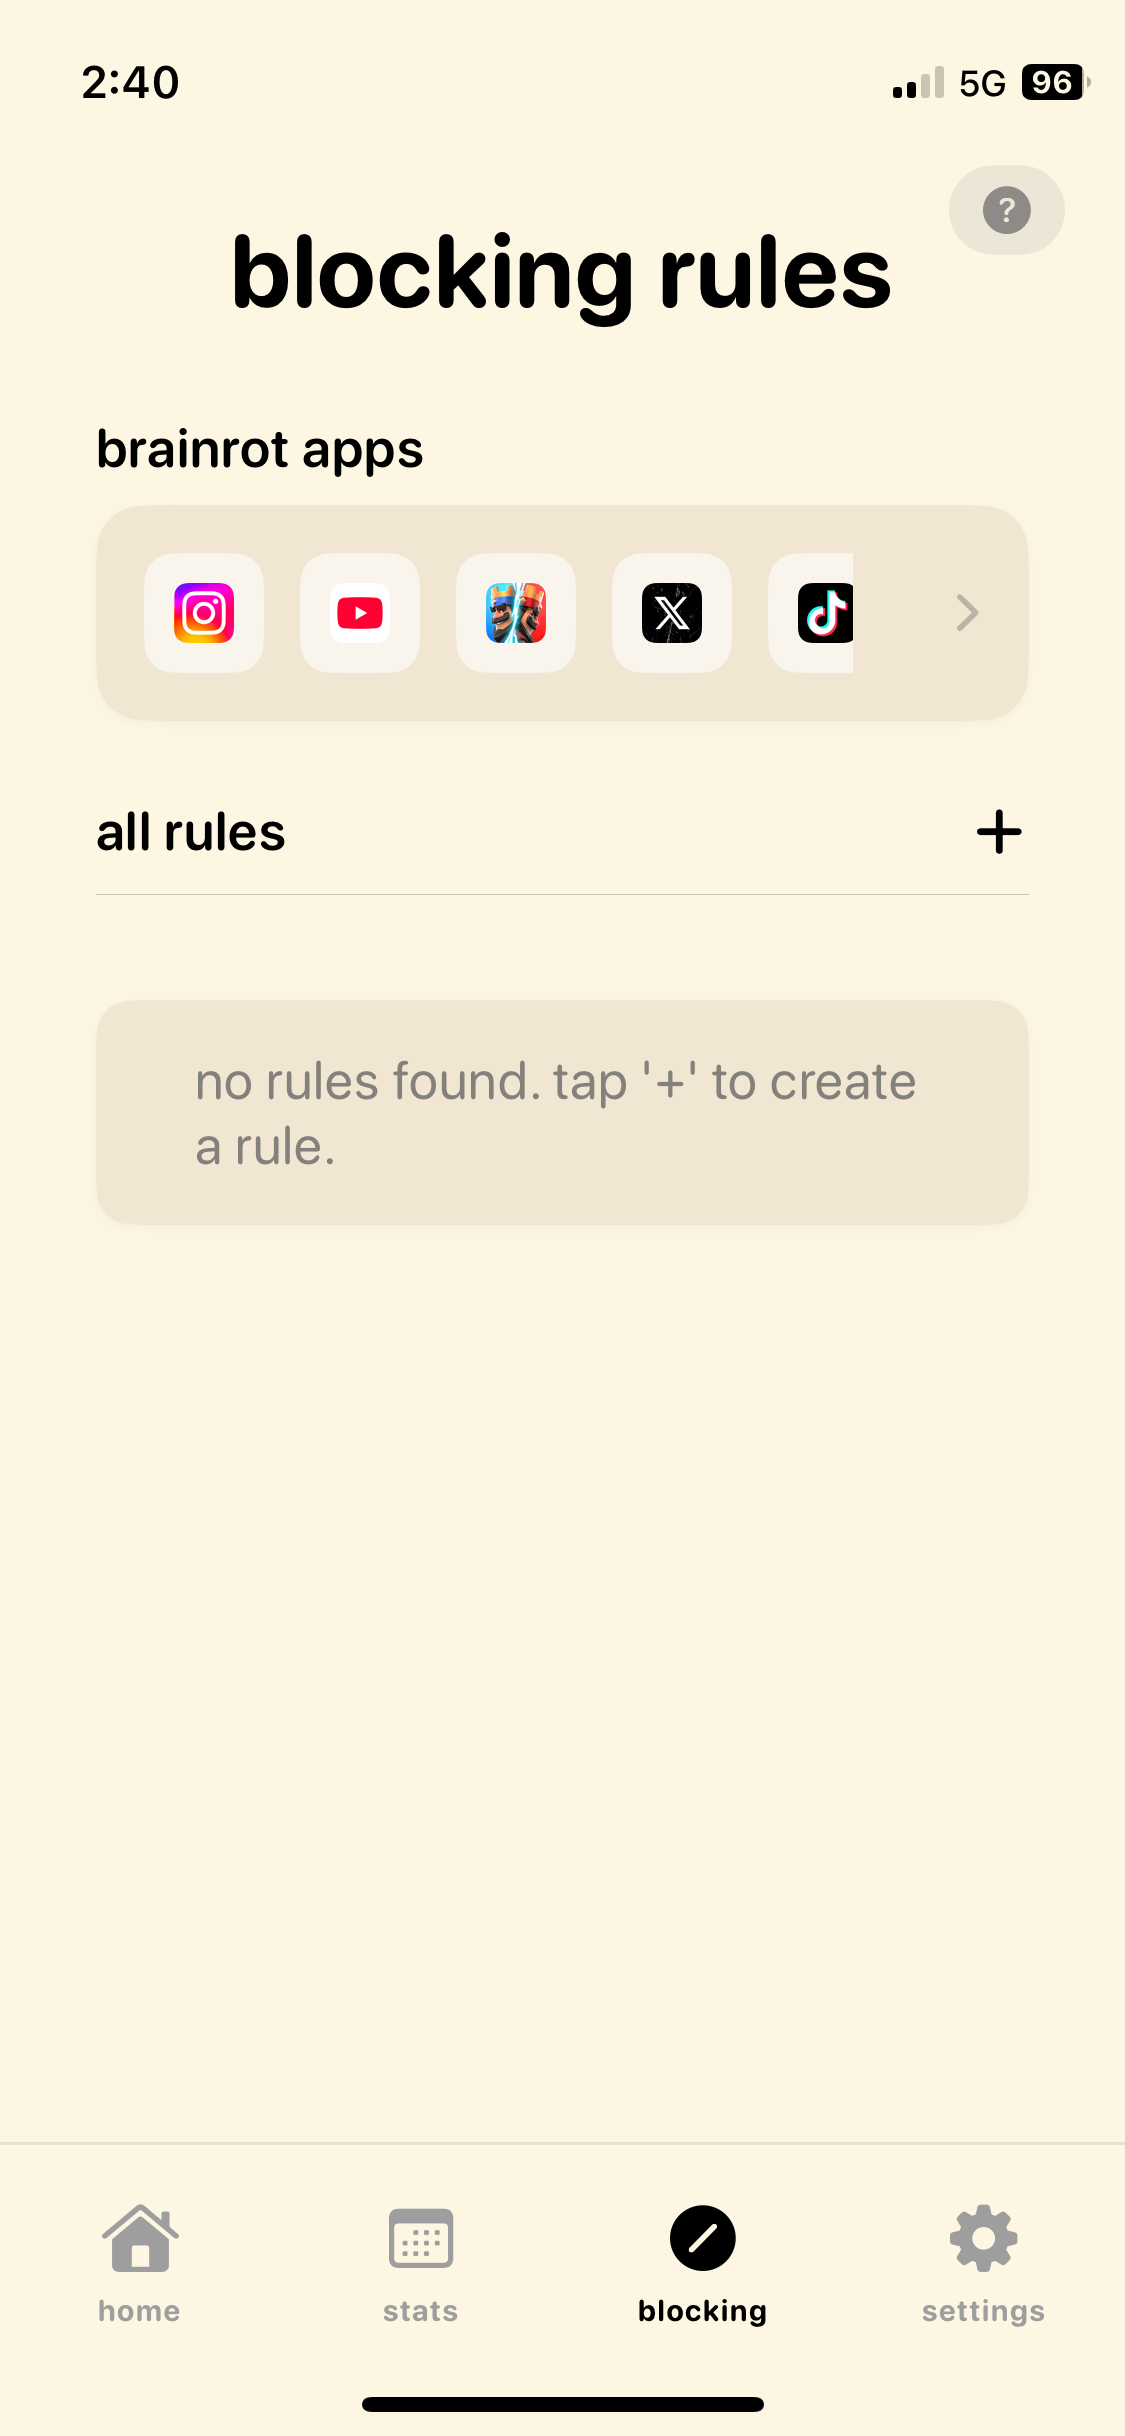 2:40
5G 96
?
blocking rules
brainrot apps
all rules
no rules found. tap '+' to create
a rule.
home stats blocking settings